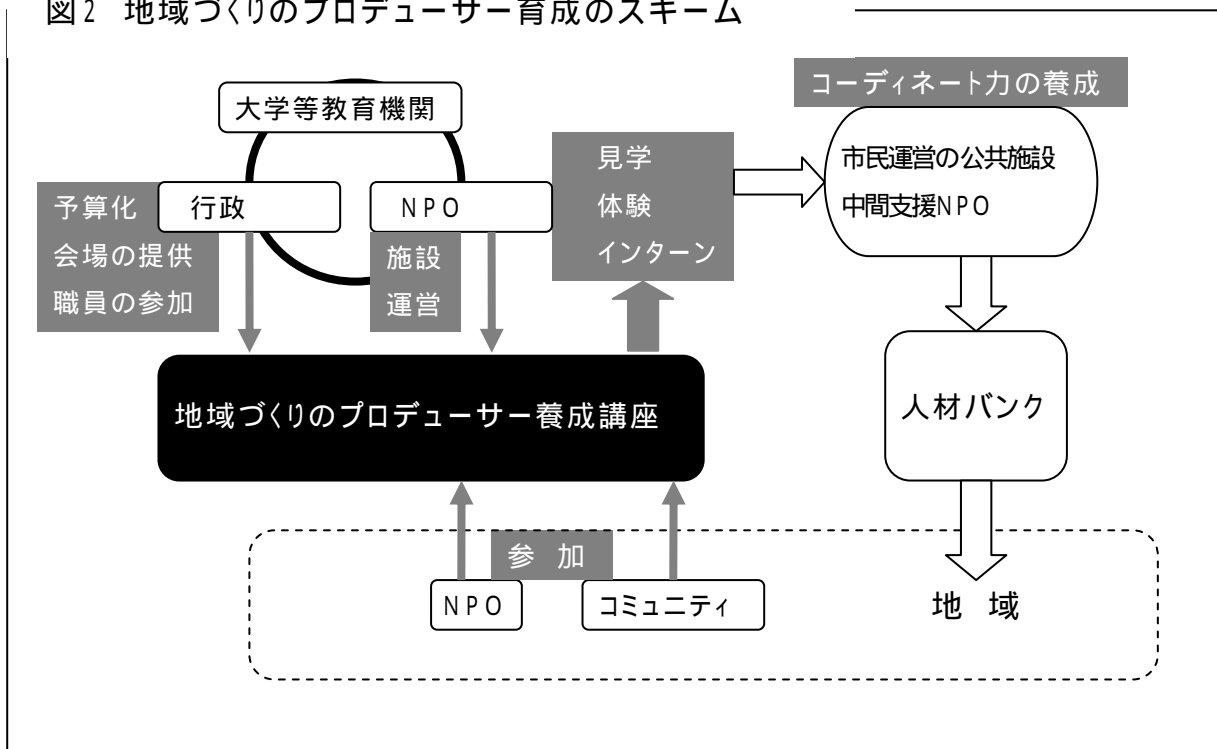 図2 地域づくりのプロデューサー育成のスキーム
コーディネート力の養成
大学等教育機関
行政
NPO
予算化
会場の提供
職員の参加
施設
運営
見学
体験
インターン
市民運営の公共施設
中間支援NPO
地域づくりのプロデューサー養成講座
人材バンク
参 加
NPO
コミュニティ
地 域